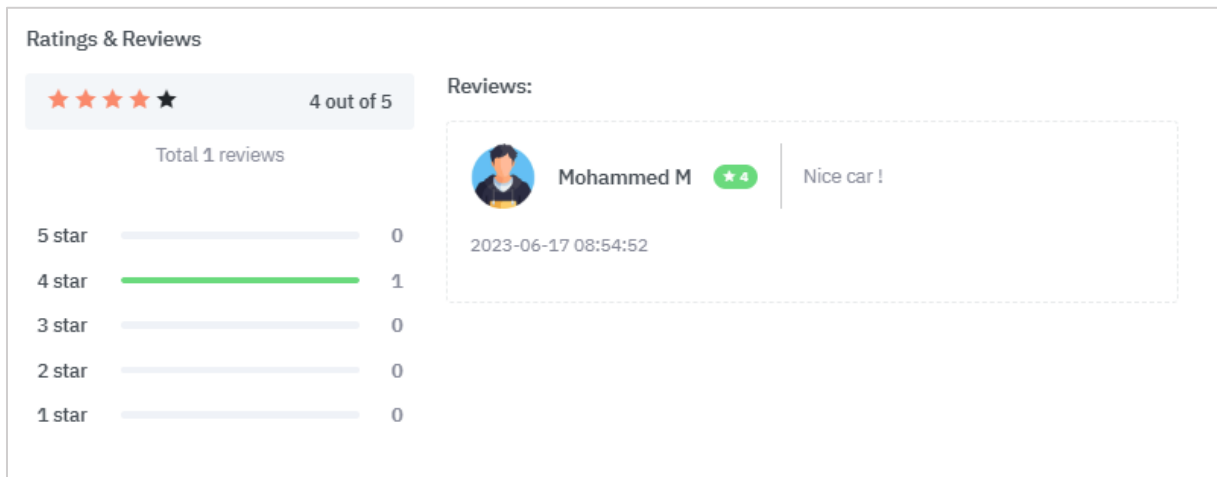 Ratings & Reviews
4 out of 5
Total 1 reviews
5 star 0
4 star 1
3 star 0
2 star 0
1 star 0
Reviews:
Mohammed M ★ 4 Nice car !
2023-06-17 08:54:52